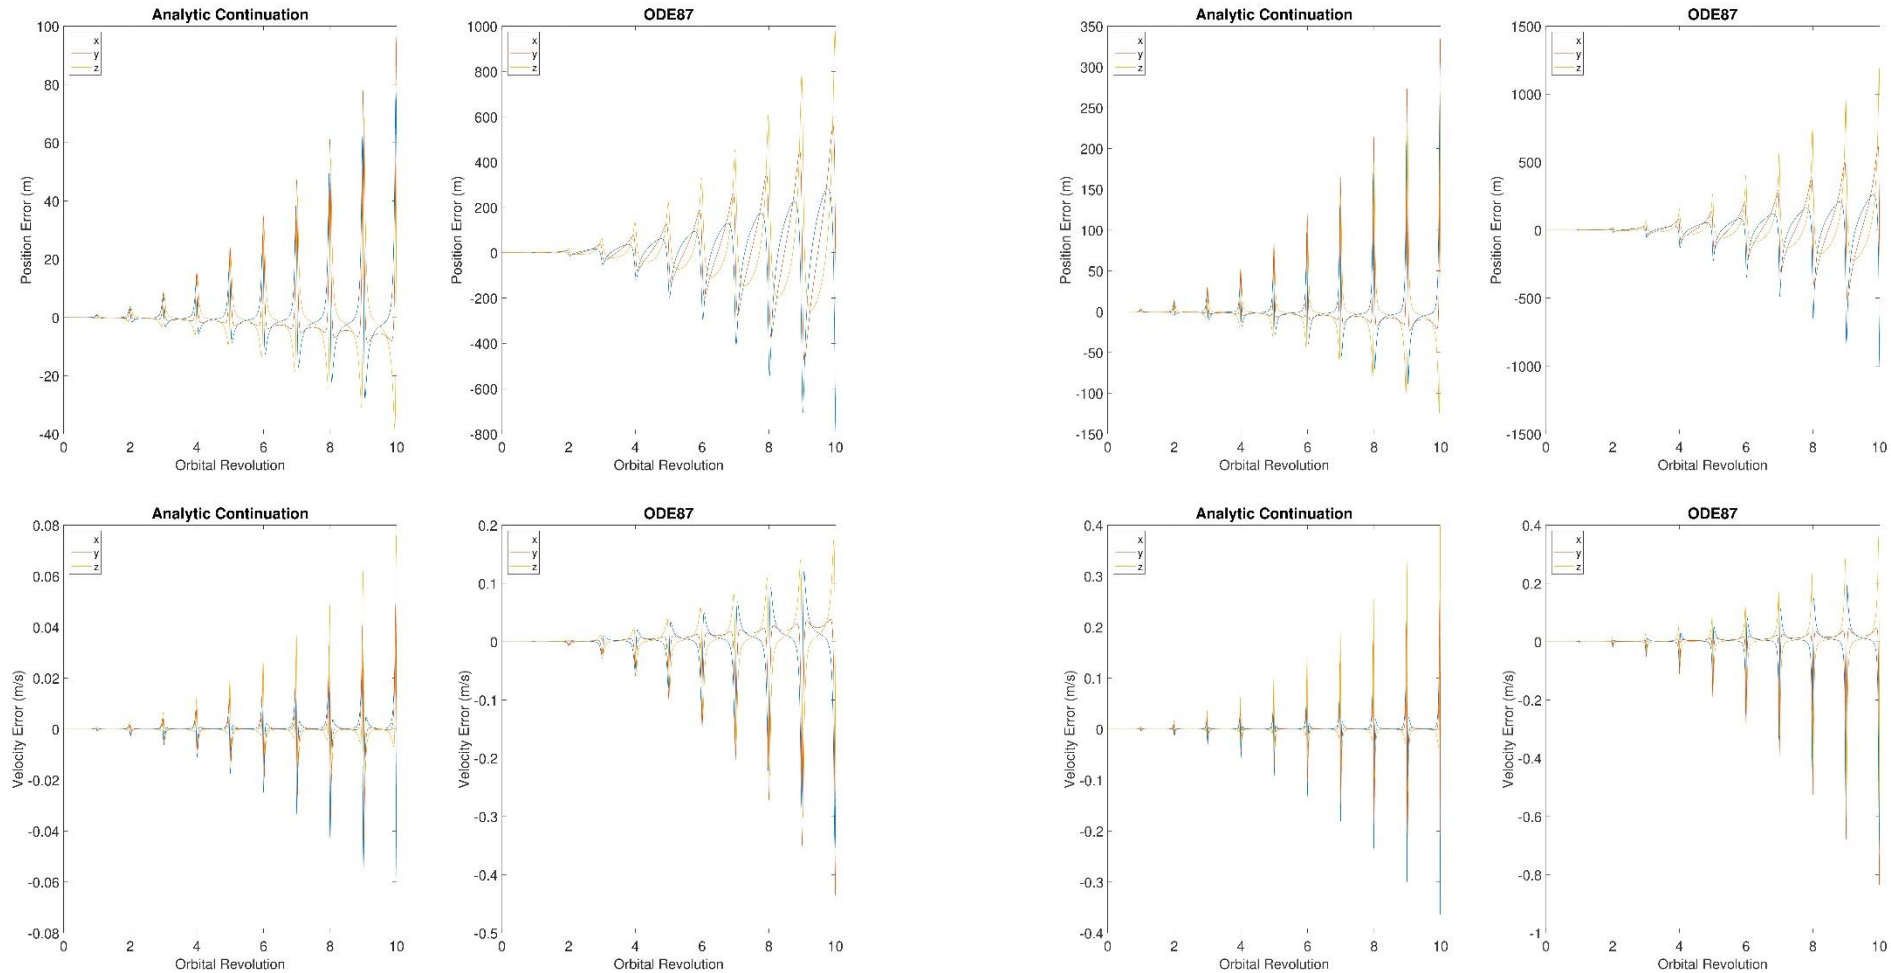 Analytic Continuation
100
80
60
40
20
0
-20
-40
0 2 4 6 8 10
Position Error (m)
Orbital Revolution
x
y
z
ODE87
1000
800
600
400
200
0
-200
-400
-600
-800
0 2 4 6 8 10
Position Error (m)
Orbital Revolution
x
y
z
Analytic Continuation
350
300
250
200
150
100
50
0
-50
-100
-150
0 2 4 6 8 10
Position Error (m)
Orbital Revolution
x
y
z
ODE87
1500
1000
500
0
-500
-1000
-1500
0 2 4 6 8 10
Position Error (m)
Orbital Revolution
x
y
z
Analytic Continuation
0.08
0.06
0.04
0.02
0
-0.02
-0.04
-0.06
-0.08
0 2 4 6 8 10
Velocity Error (m/s)
Orbital Revolution
x
y
z
ODE87
0.2
0.1
0
-0.1
-0.2
-0.3
-0.4
-0.5
0 2 4 6 8 10
Velocity Error (m/s)
Orbital Revolution
x
y
z
Analytic Continuation
0.4
0.3
0.2
0.1
0
-0.1
-0.2
-0.3
-0.4
0 2 4 6 8 10
Velocity Error (m/s)
Orbital Revolution
x
y
z
ODE87
0.4
0.2
0
-0.2
-0.4
-0.6
-0.8
-1
0 2 4 6 8 10
Velocity Error (m/s)
Orbital Revolution
x
y
z